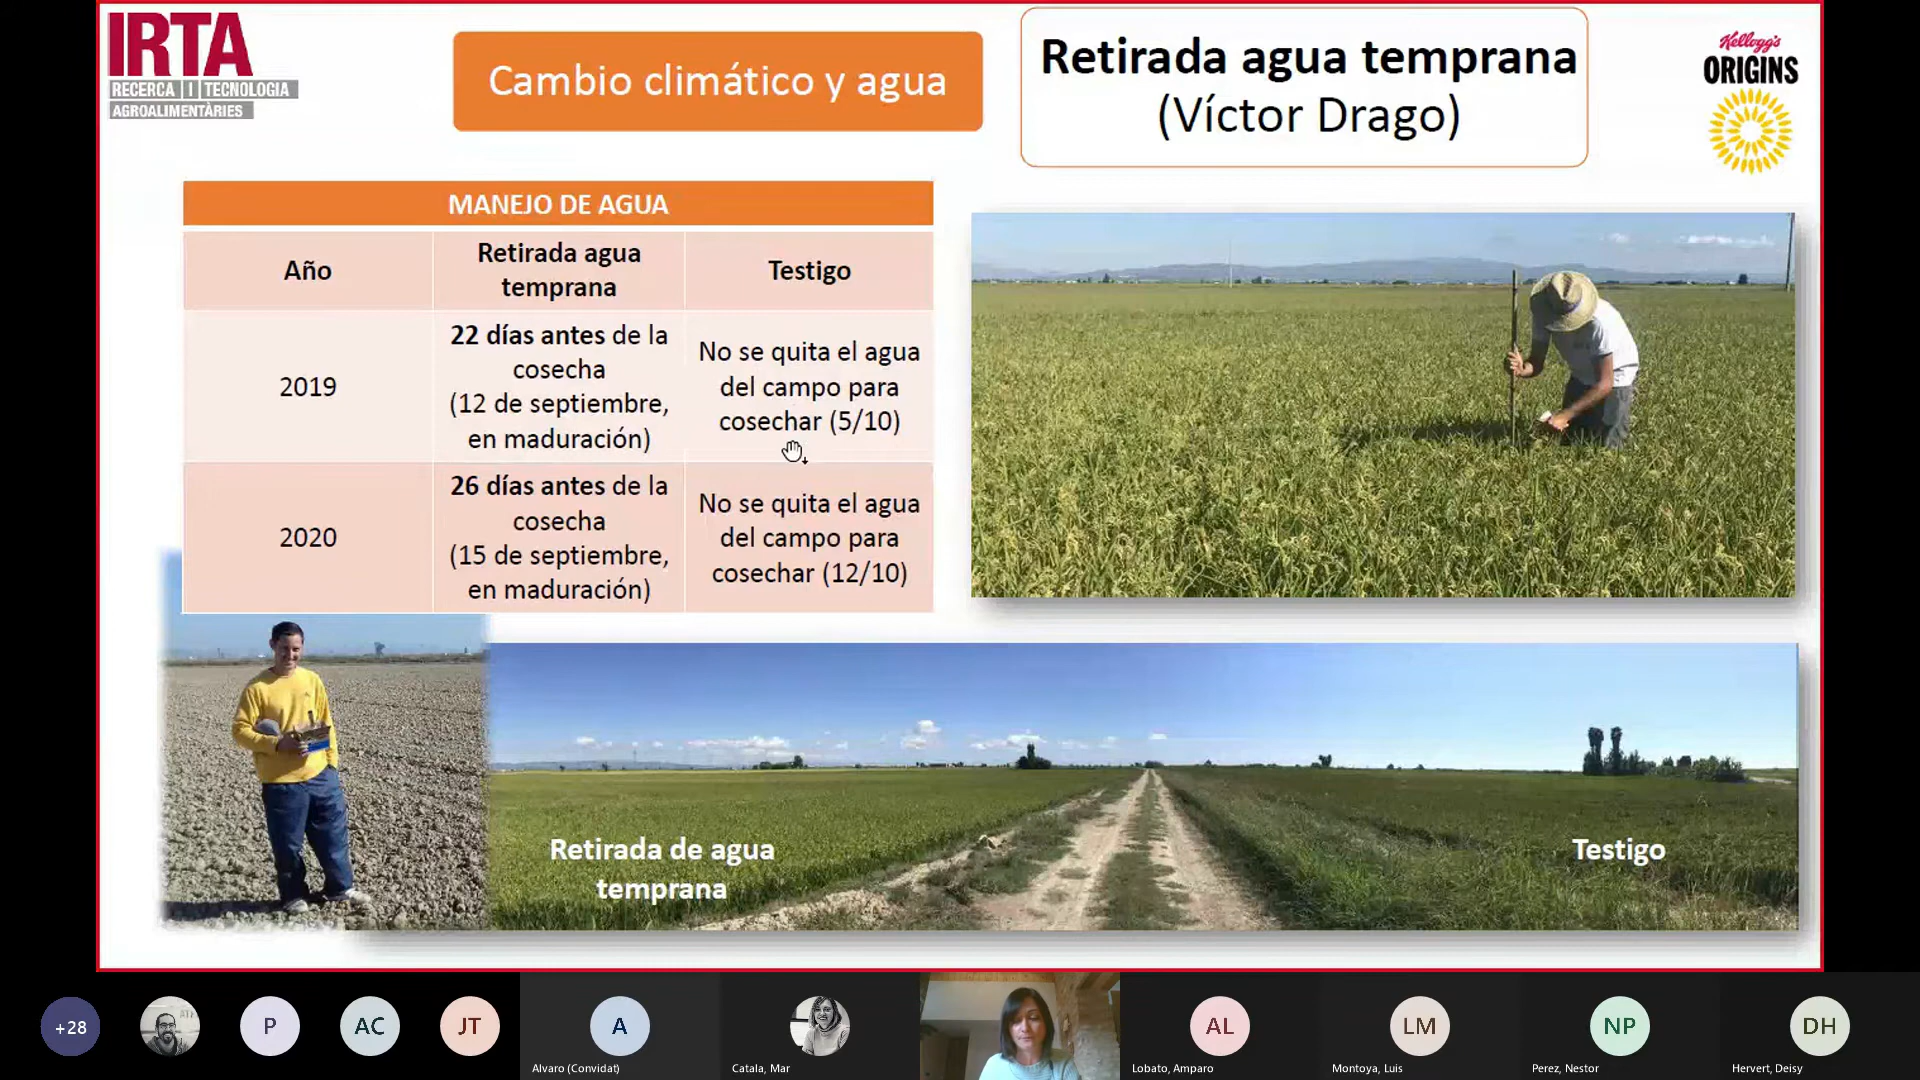 IRTA
RECERCA | I | TECNOLOGIA
AGROALIMENTÀRIES
Cambio climático y agua
Retirada agua temprana
(Víctor Drago)
Kellogg's
ORIGINS
MANEJO DE AGUA
Año
Retirada agua
temprana
Testigo
2019
22 días antes de la
cosecha
(12 de septiembre,
en maduración)
No se quita el agua
del campo para
cosechar (5/10)
2020
26 días antes de la
cosecha
(15 de septiembre,
en maduración)
No se quita el agua
del campo para
cosechar (12/10)
Retirada de agua
temprana
Testigo
+28
P
AC
JT
A
Alvaro (Convidat)
Catala, Mar
AL
Lobato, Amparo
LM
Montoya, Luis
NP
Perez, Nestor
DH
Hervert, Deisy